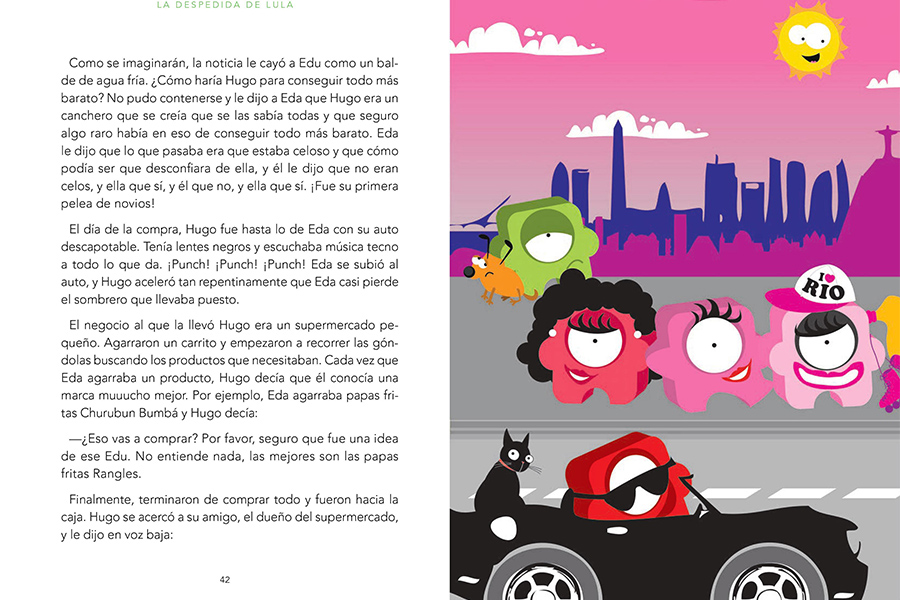 LA DESPEDIDA DE LULA
Como se imaginarán, la noticia le cayó a Edu como un bal-
de de agua fría. ¿Cómo haría Hugo para conseguir todo más
barato? No pudo contenerse y le dijo a Eda que Hugo era un
canchero que se creía que se las sabía todas y que seguro
algo raro había en eso de conseguir todo más barato. Eda
le dijo que lo que pasaba era que estaba celoso y que cómo
podía ser que desconfiara de ella, y él le dijo que no eran
celos, y ella que sí, y él que no, y ella que sí. ¡Fue su primera
pelea de novios!
El día de la compra, Hugo fue hasta lo de Eda con su auto
descapotable. Tenía lentes negros y escuchaba música tecno
a todo lo que da. ¡Punch! ¡Punch! ¡Punch! Eda se subió al
auto, y Hugo aceleró tan repentinamente que Eda casi pierde
el sombrero que llevaba puesto.
El negocio al que la llevó Hugo era un supermercado pe-
queño. Agarraron un carrito y empezaron a recorrer las gón-
dolas buscando los productos que necesitaban. Cada vez que
Eda agarraba un producto, Hugo decía que él conocía una
marca muuucho mejor. Por ejemplo, Eda agarraba papas fri-
tas Churubun Bumbá y Hugo decía:
—¿Eso vas a comprar? Por favor, seguro que fue una idea
de ese Edu. No entiende nada, las mejores son las papas
fritas Rangles.
Finalmente, terminaron de comprar todo y fueron hacia la
caja. Hugo se acercó a su amigo, el dueño del supermercado,
y le dijo en voz baja:
42
I
RIO